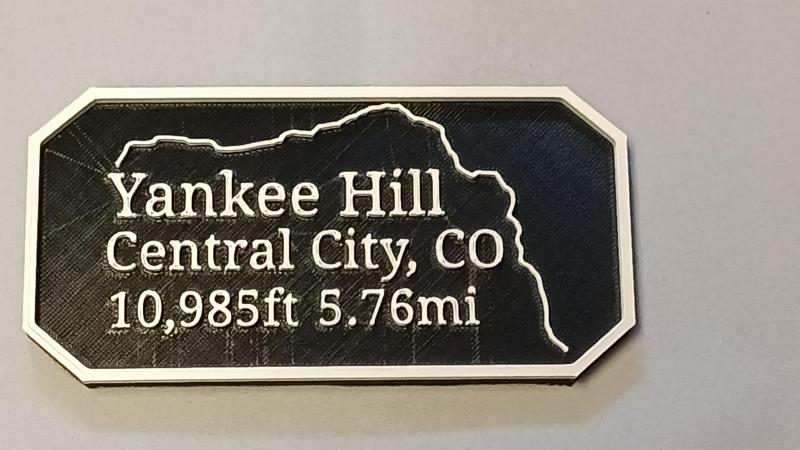 Yankee Hill
Central City, CO
10,985ft 5.76mi